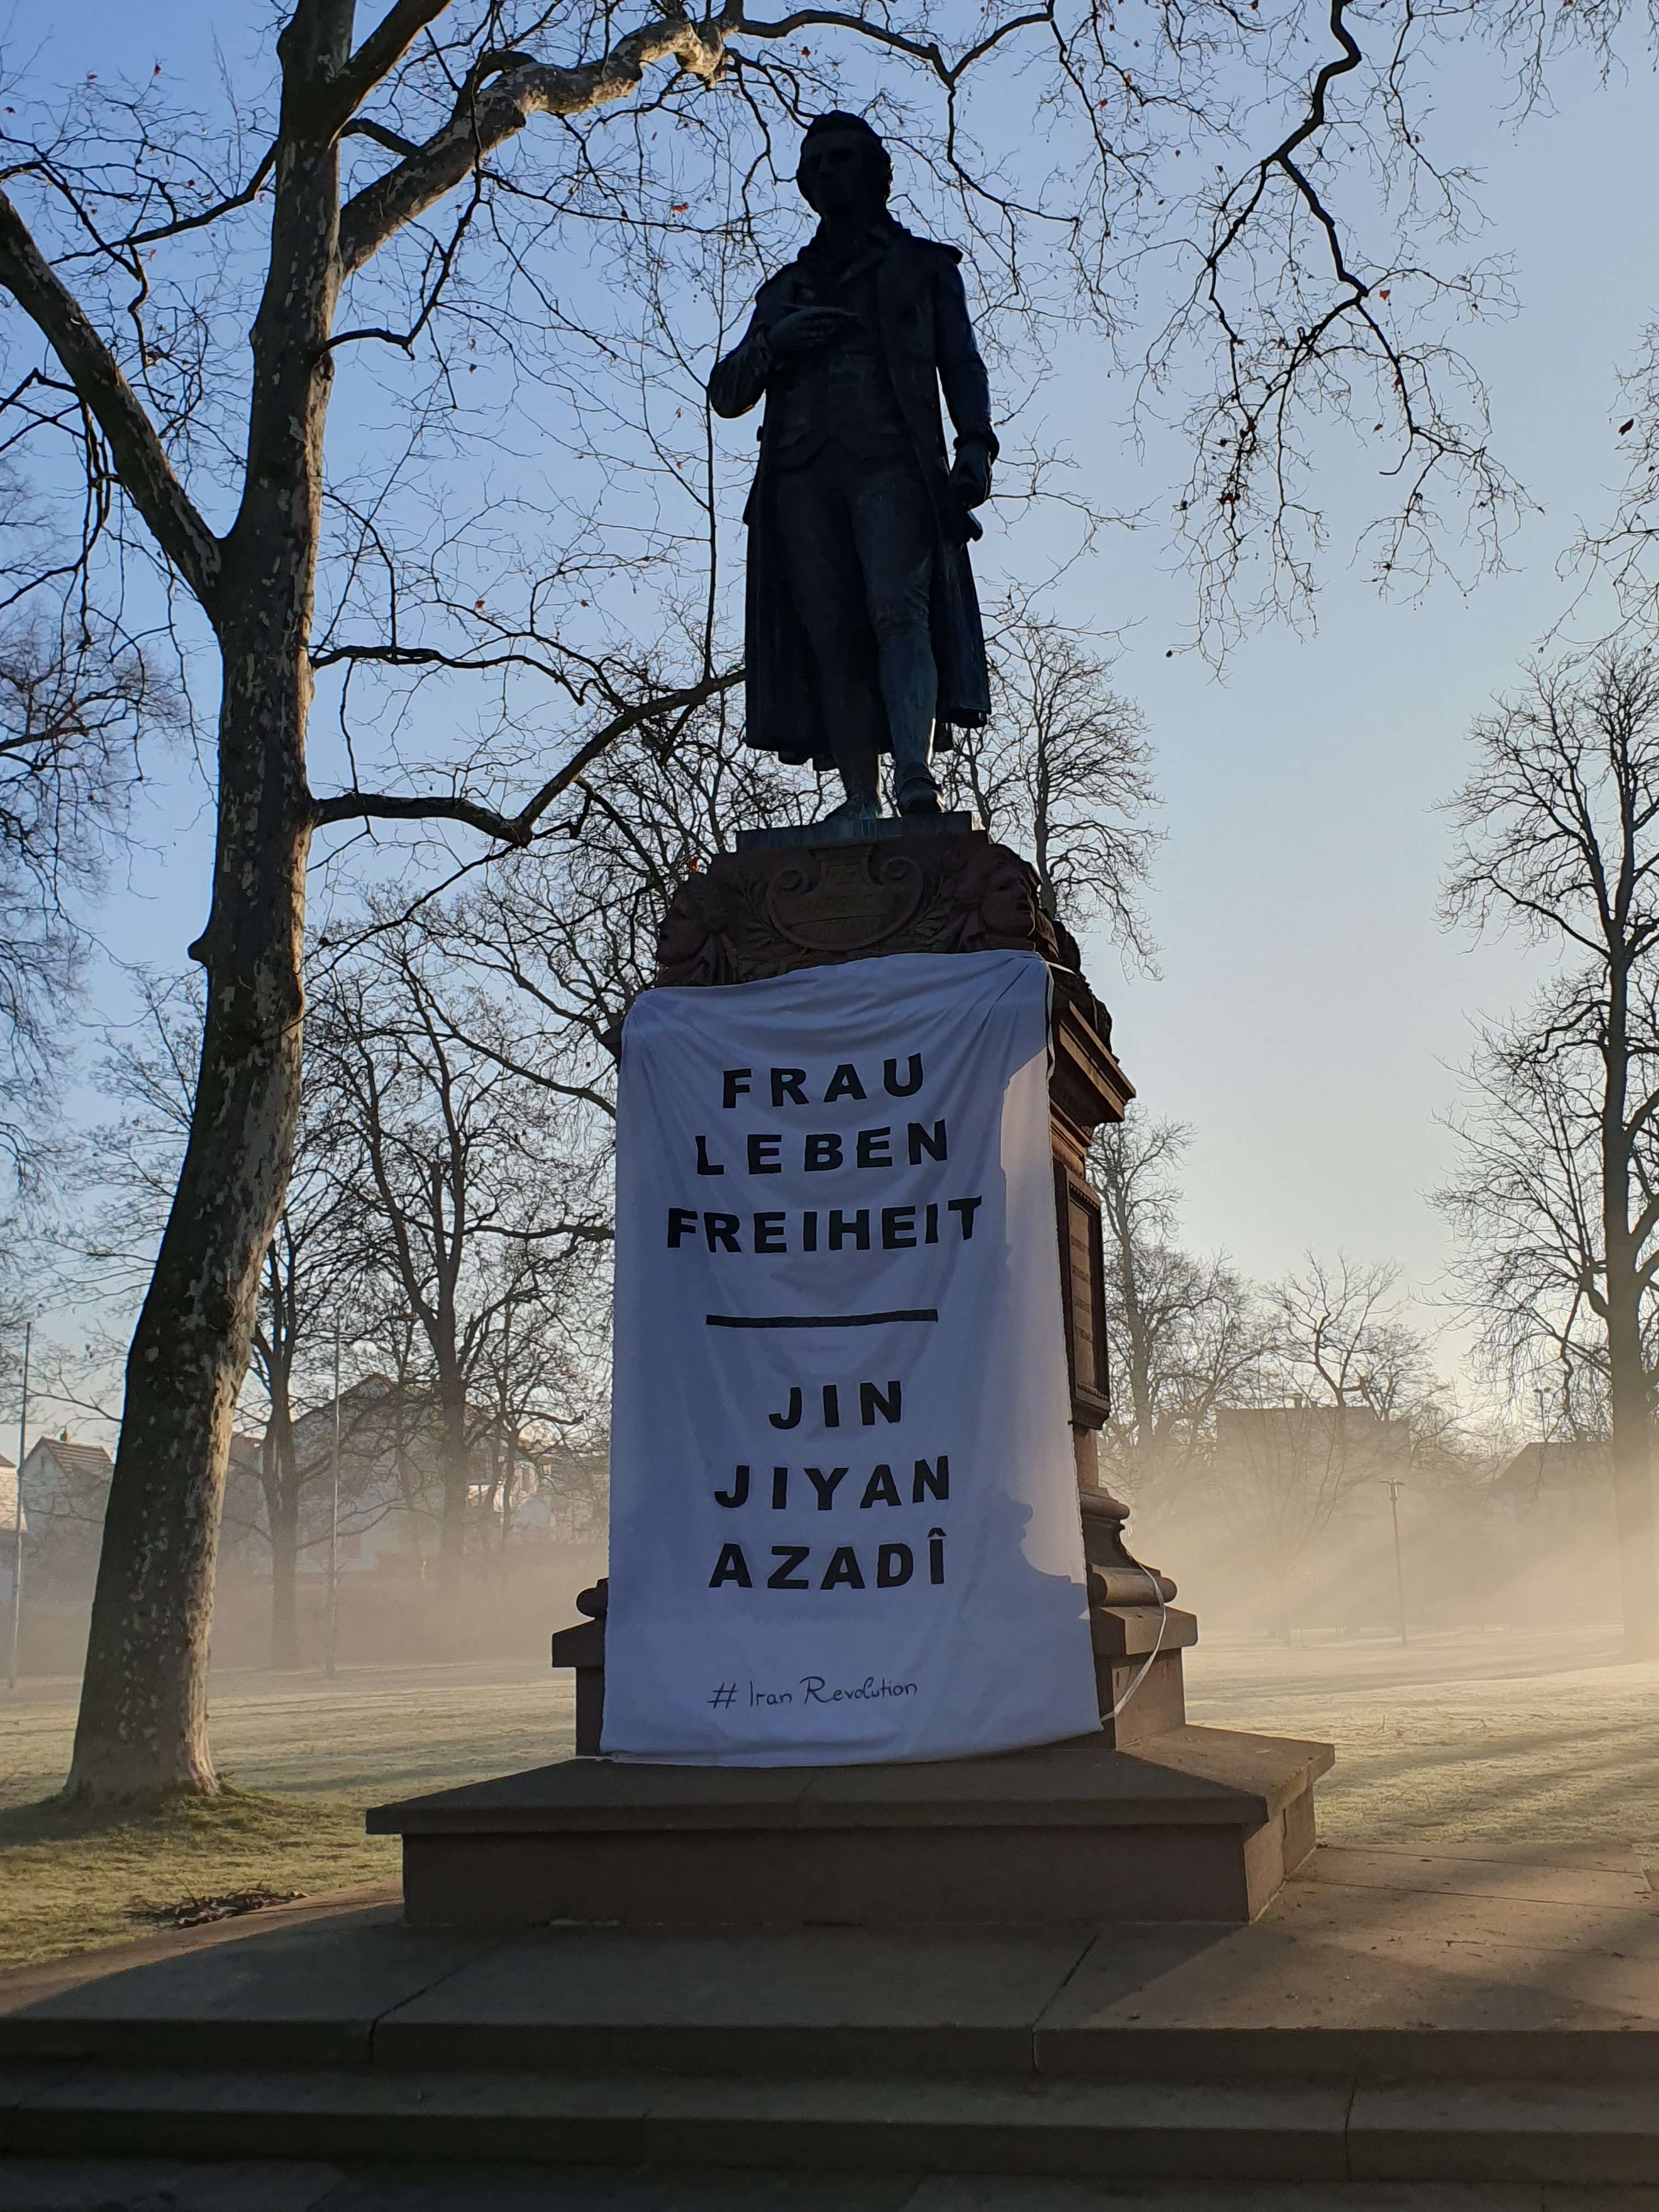 FRAU
LEBEN
FREIHEIT
JIN
JIYAN
AZADÎ
# Iran Revolution